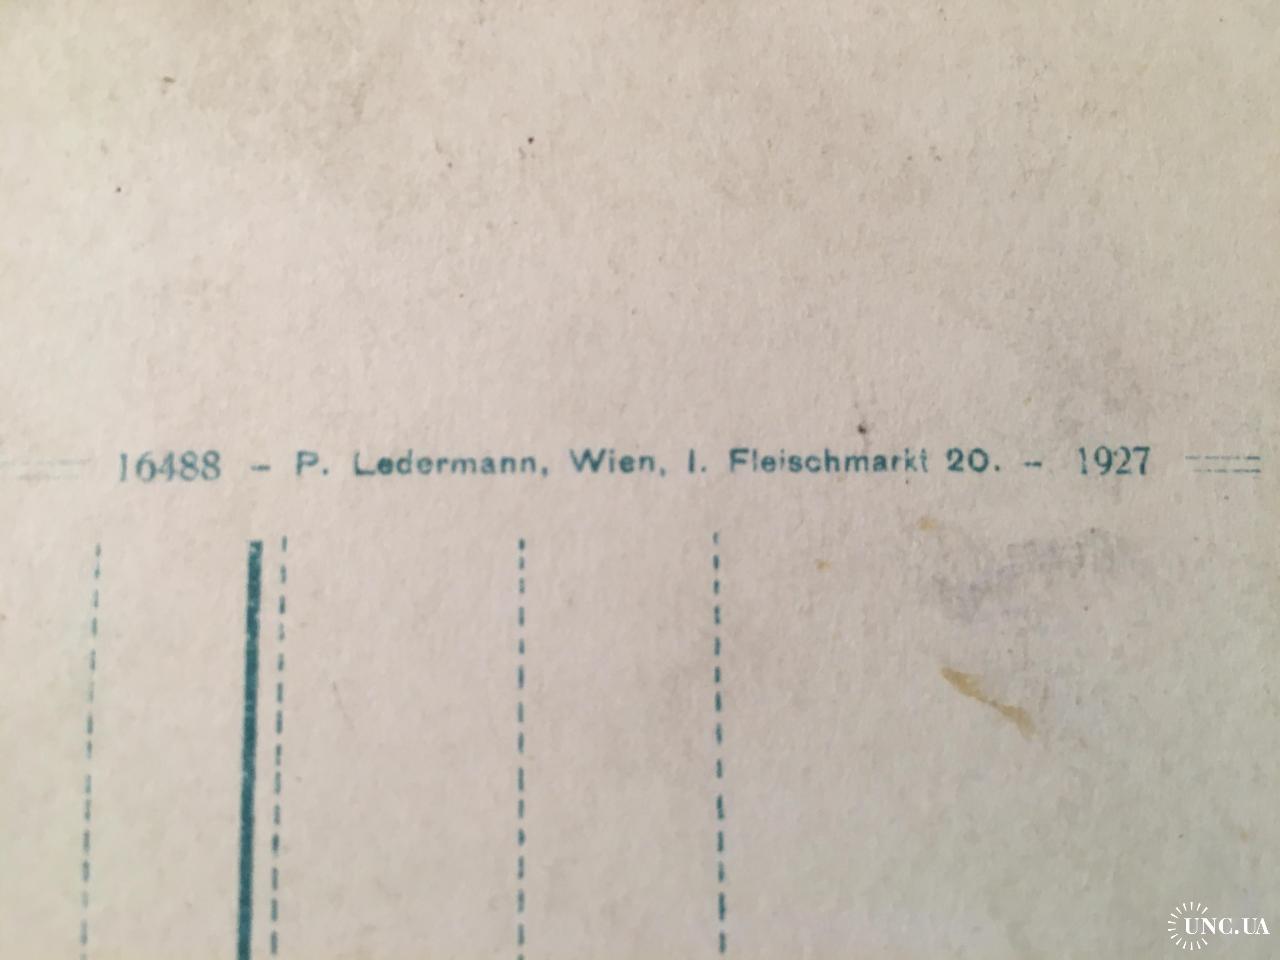 16488 – P. Ledermann, Wien, I. Fleischmarkt 20. – 1927
UNC.UA